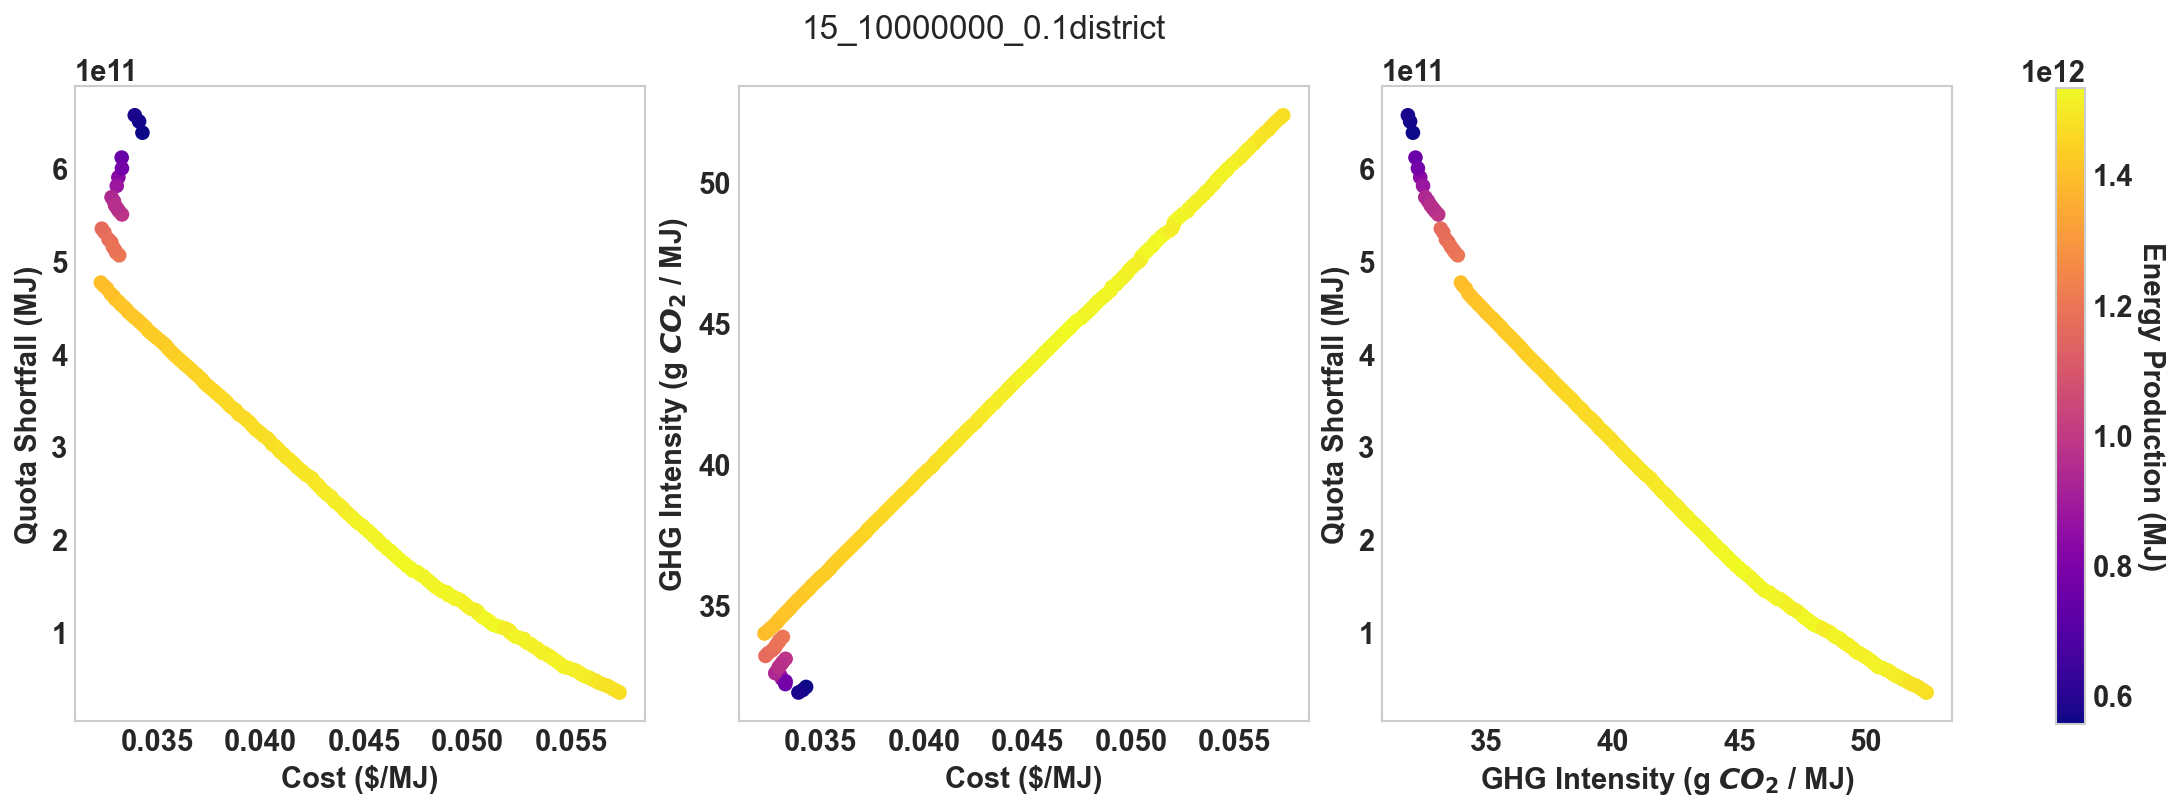 15_10000000_0.1district
1e11
6
5
4
3
2
1
Quota Shortfall (MJ)
0.035 0.040 0.045 0.050 0.055
Cost ($/MJ)
50
45
40
35
GHG Intensity (g CO₂ / MJ)
0.035 0.040 0.045 0.050 0.055
Cost ($/MJ)
1e11
6
5
4
3
2
1
Quota Shortfall (MJ)
35 40 45 50
GHG Intensity (g CO₂ / MJ)
1e12
1.4
1.2
1.0
0.8
0.6
Energy Production (MJ)